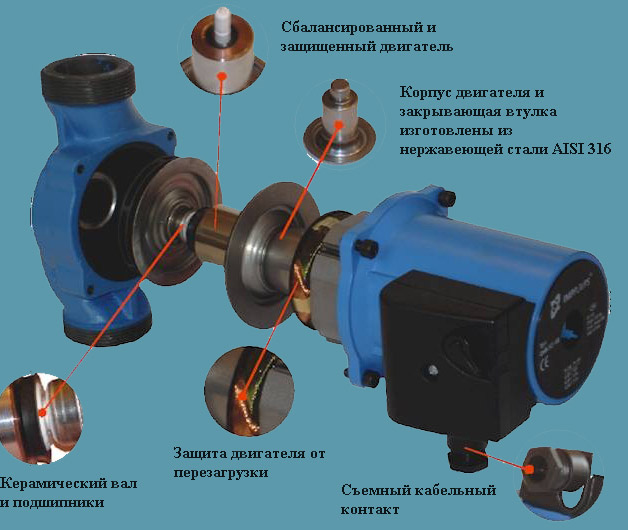 Сбалансированный и
защищенный двигатель
Корпус двигателя и
закрывающая втулка
изготовлены из
нержавеющей стали AISI 316
Защита двигателя от
перезагрузки
Керамический вал
и подшипники
Съемный кабельный
контакт